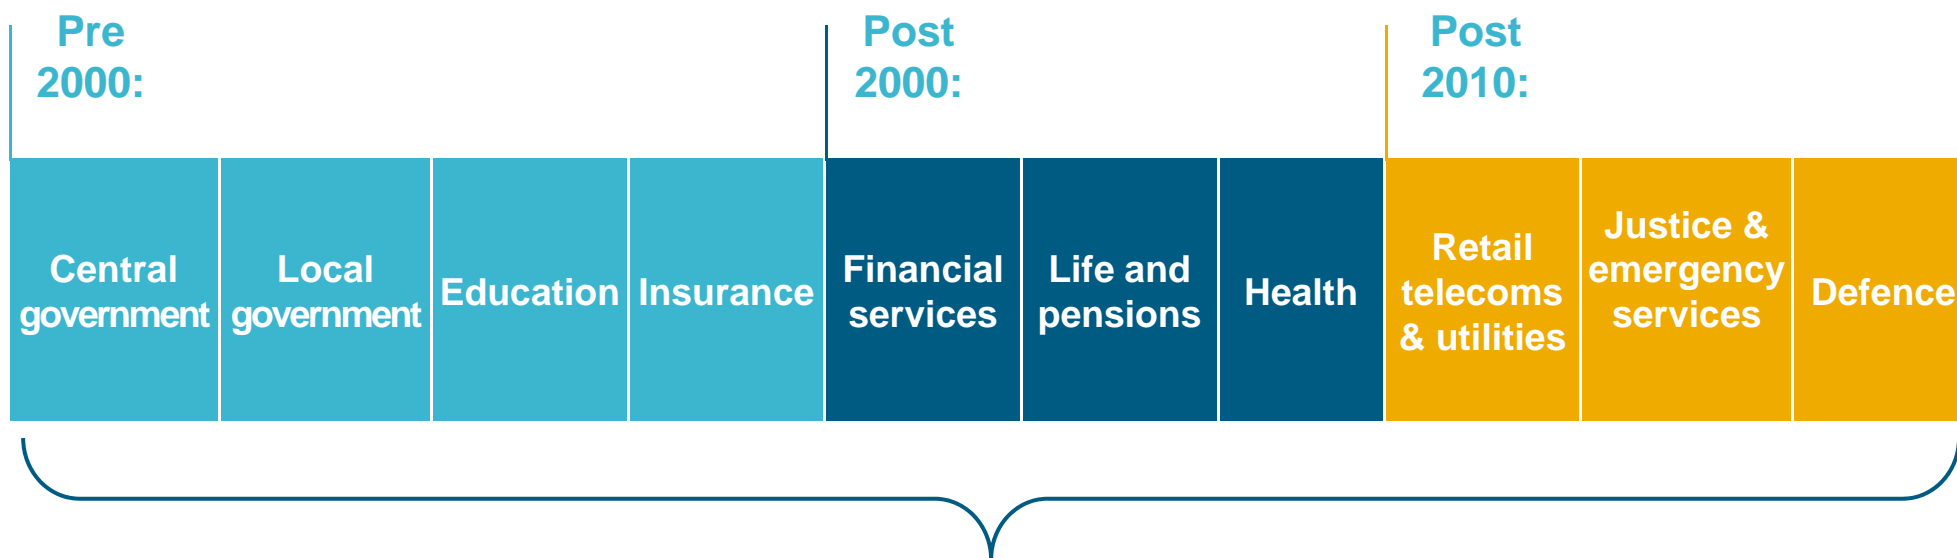 Pre
2000:
Post
2000:
Post
2010:
Central
government
Local
government
Education
Insurance
Financial
services
Life and
pensions
Health
Retail
telecoms
& utilities
Justice &
emergency
services
Defence